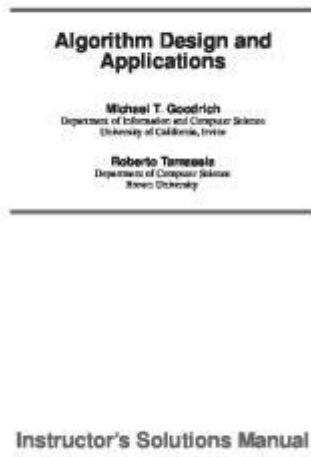 Algorithm Design and
Applications
Michael T. Goodrich
Department of Information and Computer Science
University of California, Irvine
Roberto Tamassia
Department of Computer Science
Brown University
Instructor's Solutions Manual